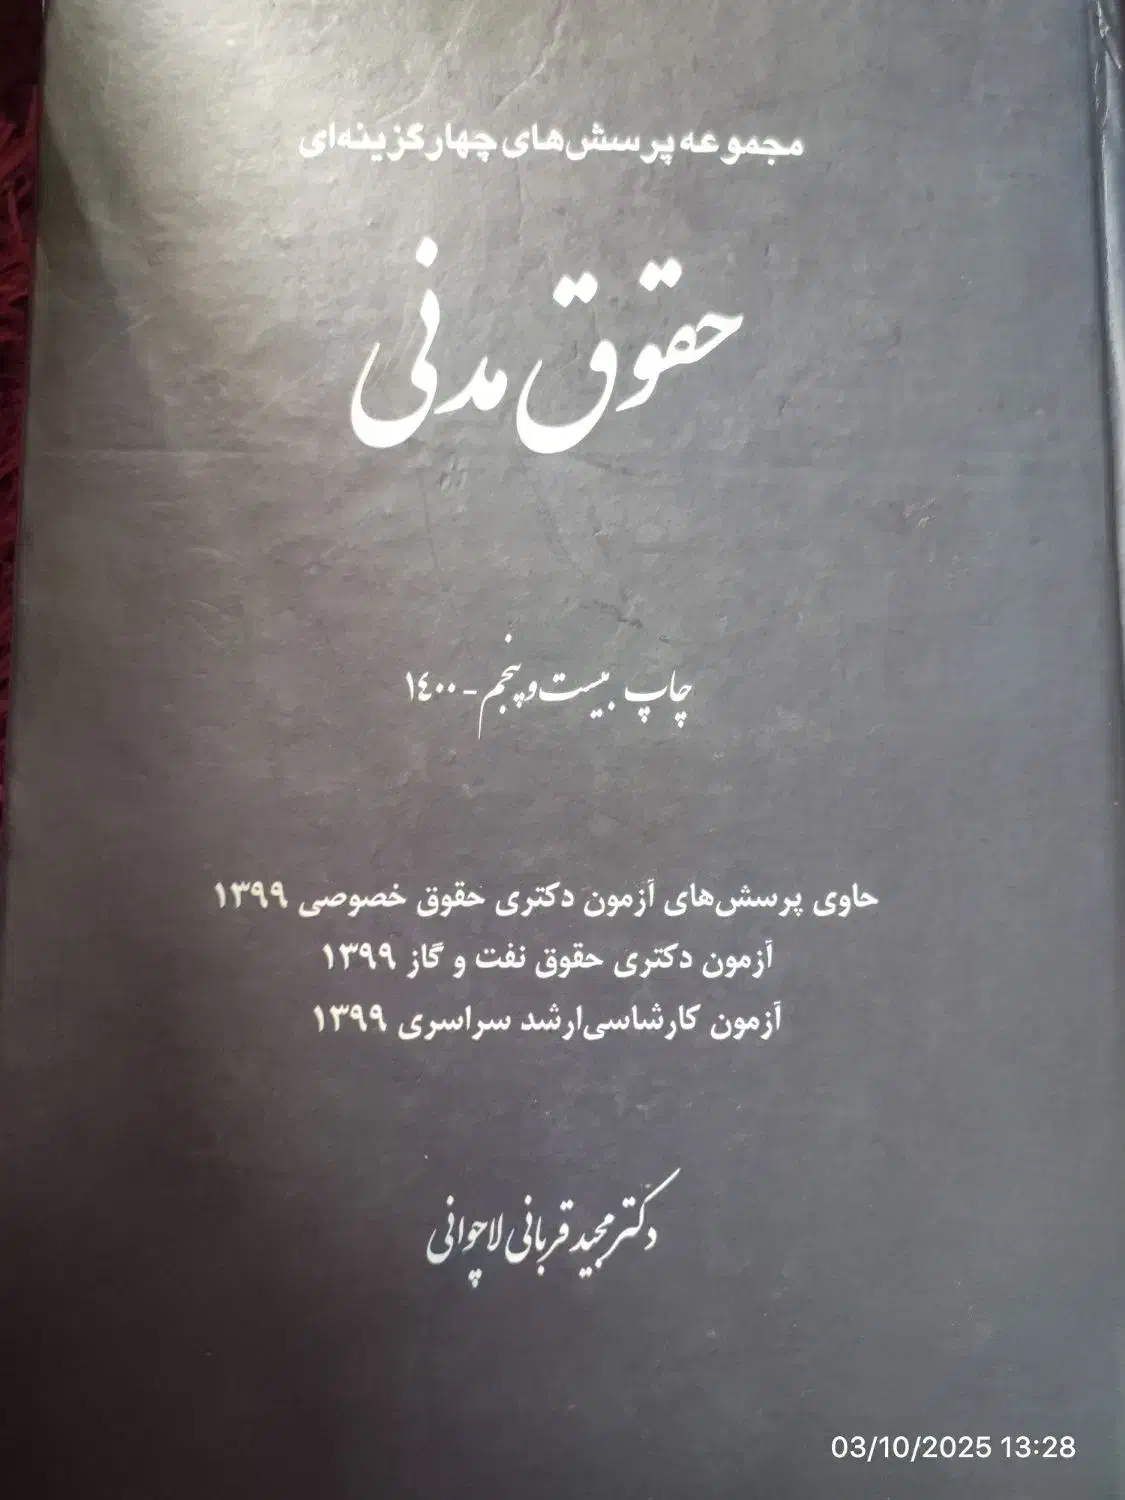 مجموعه پرسش‌های چهارگزینه‌ای
حقوق مدنی
چاپ بیست و پنجم - ۱٤۰۰
حاوی پرسش‌های آزمون دکتری حقوق خصوصی ۱۳۹۹
آزمون دکتری حقوق نفت و گاز ۱۳۹۹
آزمون کارشناسی‌ارشد سراسری ۱۳۹۹
دکتر مجید قربانی لاچوانی
03/10/2025 13:28